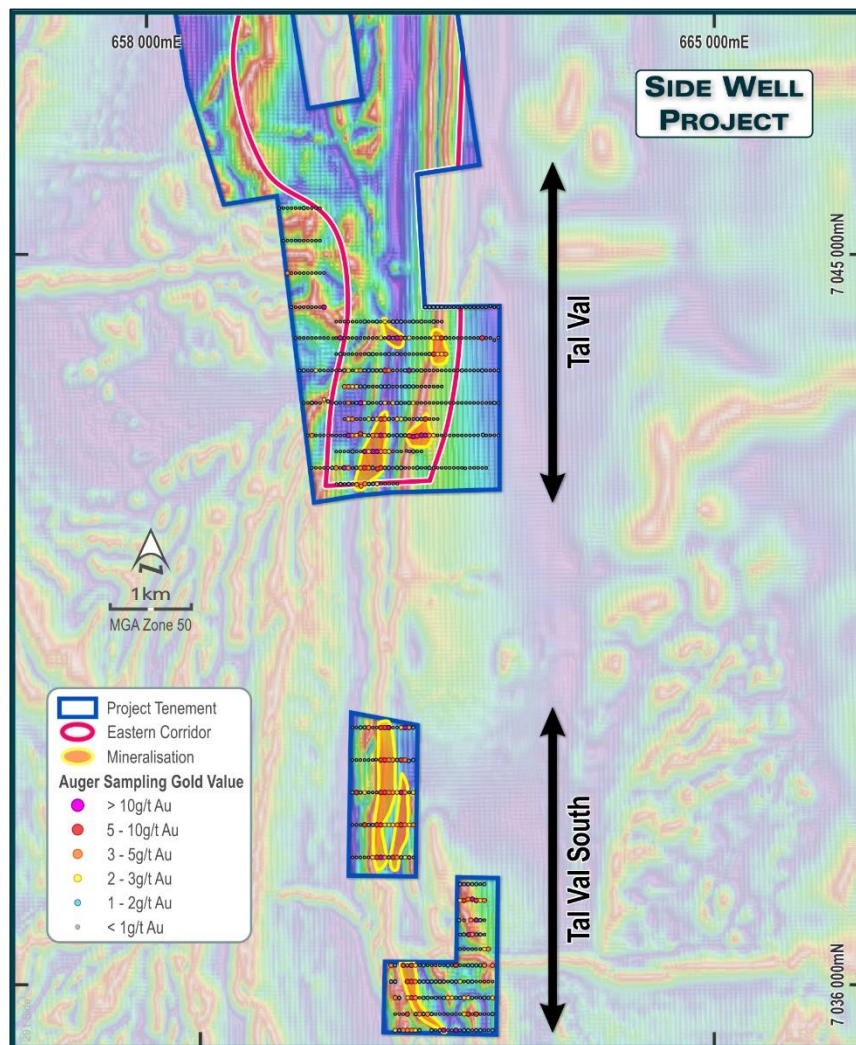 658 000mE
665 000mE
SIDE WELL
PROJECT
7 045 000mN
Tal Val
N
1km
MGA Zone 50
Project Tenement
Eastern Corridor
Mineralisation
Auger Sampling Gold Value
> 10g/t Au
5 - 10g/t Au
3 - 5g/t Au
2 - 3g/t Au
1 - 2g/t Au
< 1g/t Au
Tal Val South
7 036 000mN